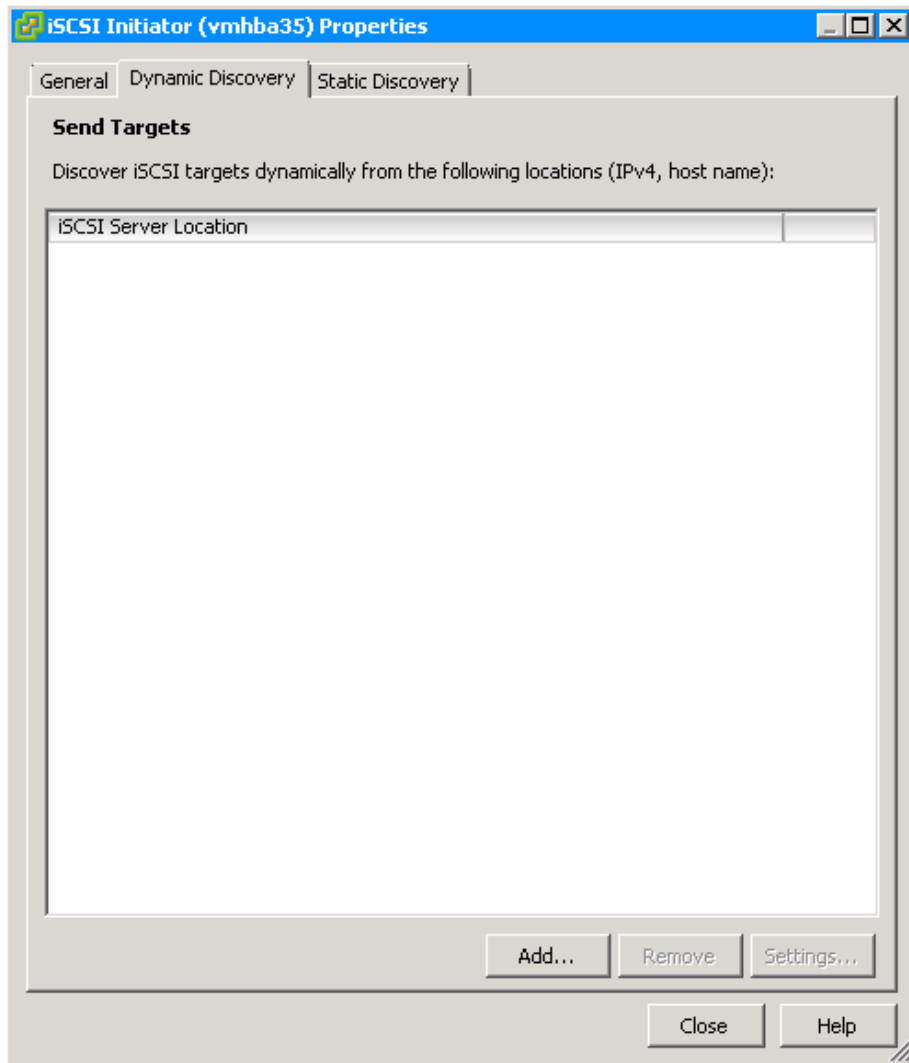 iSCSI Initiator (vmhba35) Properties
General Dynamic Discovery Static Discovery
Send Targets
Discover iSCSI targets dynamically from the following locations (IPv4, host name):
iSCSI Server Location
Add... Remove Settings...
Close Help